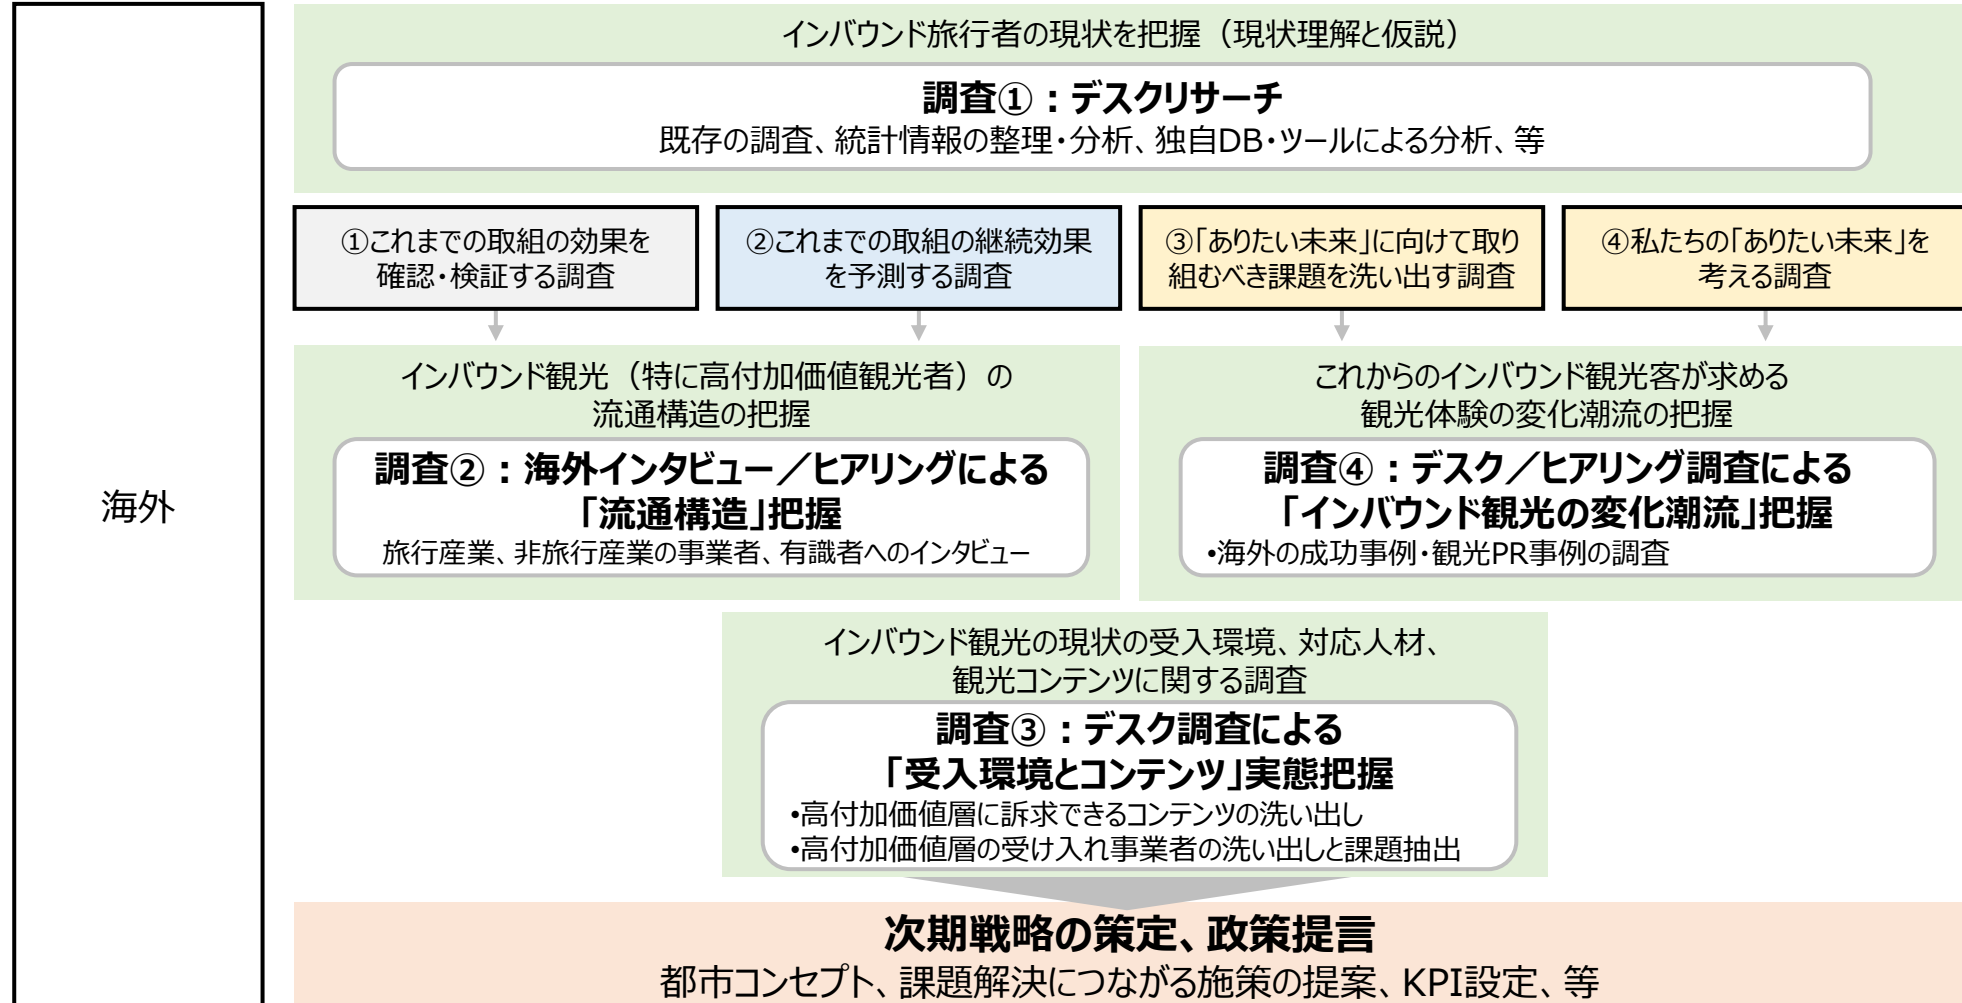 海外
インバウンド旅行者の現状を把握（現状理解と仮説）
調査①：デスクリサーチ
既存の調査、統計情報の整理・分析、独自DB・ツールによる分析、等
①これまでの取組の効果を
確認・検証する調査
②これまでの取組の継続効果
を予測する調査
③「ありたい未来」に向けて取り
組むべき課題を洗い出す調査
④私たちの「ありたい未来」を
考える調査
インバウンド観光（特に高付加価値観光者）の
流通構造の把握
調査②：海外インタビュー／ヒアリングによる
「流通構造」把握
旅行産業、非旅行産業の事業者、有識者へのインタビュー
これからのインバウンド観光客が求める
観光体験の変化潮流の把握
調査④：デスク／ヒアリング調査による
「インバウンド観光の変化潮流」把握
•海外の成功事例・観光PR事例の調査
インバウンド観光の現状の受入環境、対応人材、
観光コンテンツに関する調査
調査③：デスク調査による
「受入環境とコンテンツ」実態把握
•高付加価値層に訴求できるコンテンツの洗い出し
•高付加価値層の受け入れ事業者の洗い出しと課題抽出
次期戦略の策定、政策提言
都市コンセプト、課題解決につながる施策の提案、KPI設定、等